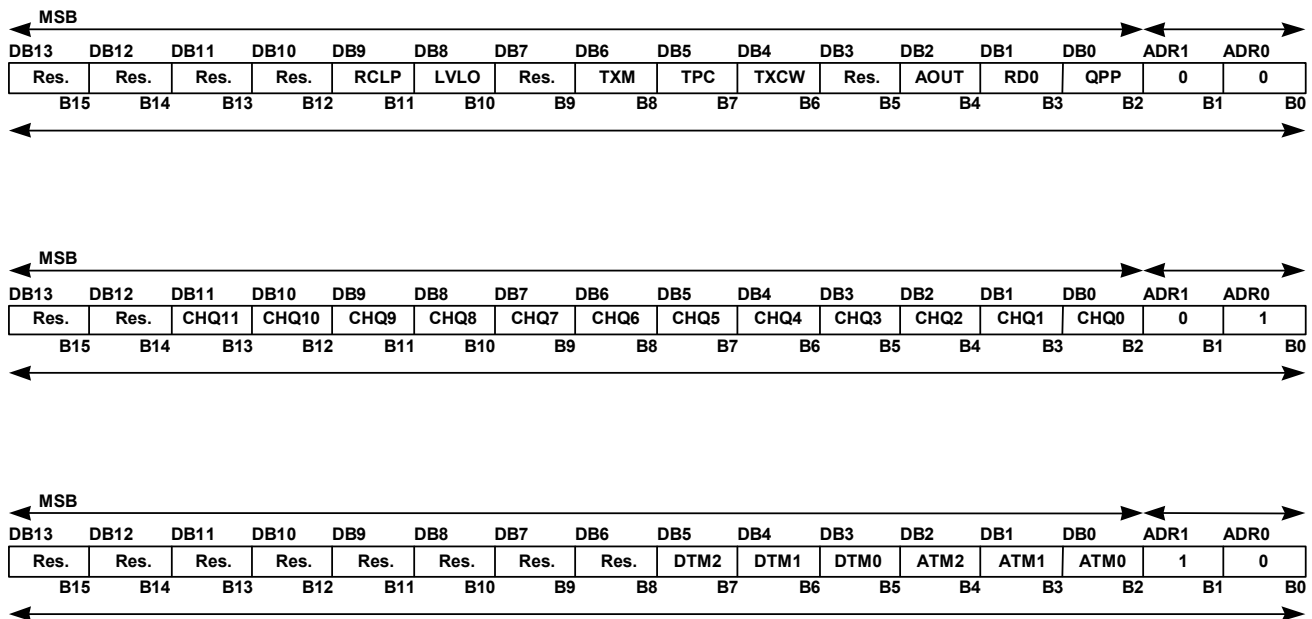 MSB
DB13 DB12 DB11 DB10 DB9 DB8 DB7 DB6 DB5 DB4 DB3 DB2 DB1 DB0 ADR1 ADR0
Res. Res. Res. Res. RCLP LVLO Res. TXM TPC TXCW Res. AOUT RD0 QPP 0 0
B15 B14 B13 B12 B11 B10 B9 B8 B7 B6 B5 B4 B3 B2 B1 B0
MSB
DB13 DB12 DB11 DB10 DB9 DB8 DB7 DB6 DB5 DB4 DB3 DB2 DB1 DB0 ADR1 ADR0
Res. Res. CHQ11 CHQ10 CHQ9 CHQ8 CHQ7 CHQ6 CHQ5 CHQ4 CHQ3 CHQ2 CHQ1 CHQ0 0 1
B15 B14 B13 B12 B11 B10 B9 B8 B7 B6 B5 B4 B3 B2 B1 B0
MSB
DB13 DB12 DB11 DB10 DB9 DB8 DB7 DB6 DB5 DB4 DB3 DB2 DB1 DB0 ADR1 ADR0
Res. Res. Res. Res. Res. Res. Res. Res. DTM2 DTM1 DTM0 ATM2 ATM1 ATM0 1 0
B15 B14 B13 B12 B11 B10 B9 B8 B7 B6 B5 B4 B3 B2 B1 B0